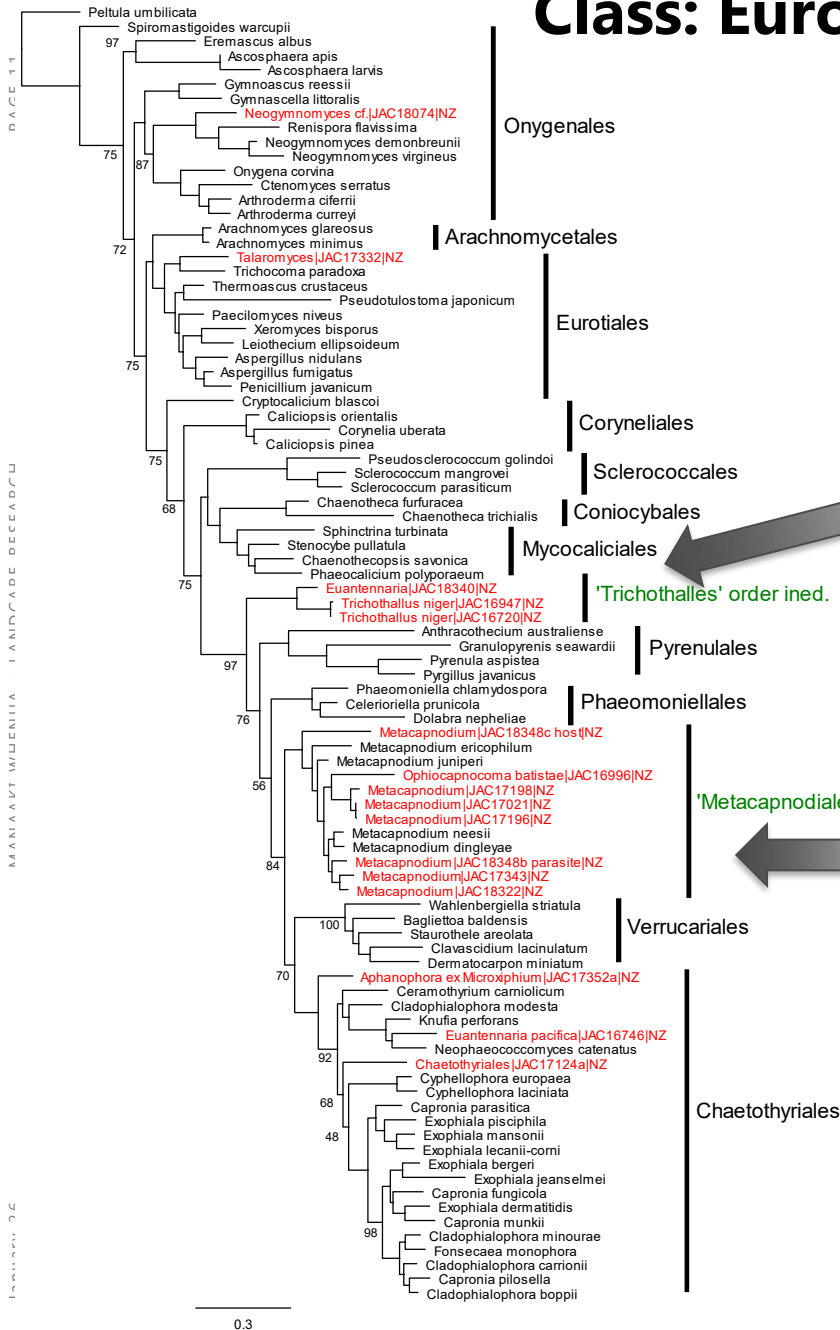 Class: Euro
Peltula umbilicata
Spiromastigoides warcupii
97
Eremascus albus
Ascosphaera apis
Ascosphaera larvis
Gymnoascus reessii
Gymnascella littoralis
Neogymnomyces cf.|JAC18074|NZ
Renispora flavissima
Neogymnomyces demonbreunii
Neogymnomyces virgineus
Onygenales
75
87
Onygena corvina
Ctenomyces serratus
Arthroderma ciferrii
Arthroderma curreyi
Arachnomyces glareosus
Arachnomyces minimus
Arachnomycetales
72
Talaromyces|JAC17332|NZ
Trichocoma paradoxa
Thermoascus crustaceus
Pseudotulostoma japonicum
Paecilomyces niveus
Xeromyces bisporus
Leiothecium ellipsoideum
Aspergillus nidulans
Aspergillus fumigatus
Penicillium javanicum
Eurotiales
75
Cryptocalicium blascoi
Caliciopsis orientalis
Corynelia uberata
Caliciopsis pinea
Coryneliales
75
Pseudosclerococcum golindoi
Sclerococcum mangrovei
Sclerococcum parasiticum
Sclerococcales
68
Chaenotheca furfuracea
Chaenotheca trichialis
Coniocybales
Sphinctrina turbinata
Stenocybe pullatula
Chaenothecopsis savonica
Phaeocalicium polyporaeum
Mycocaliciales
75
Euantennaria|JAC18340|NZ
Trichothallus niger|JAC16947|NZ
Trichothallus niger|JAC16720|NZ
'Trichothalles' order ined.
Anthracothecium australiense
Granulopyrenis seawardii
Pyrenula aspistea
Pyrgillus javanicus
Pyrenulales
97
Phaeomoniella chlamydospora
Celerioriella prunicola
Dolabra nepheliae
Phaeomoniellales
76
Metacapnodium|JAC18348c host|NZ
Metacapnodium ericophilum
Metacapnodium juniperi
Ophiocapnocoma batistae|JAC16996|NZ
Metacapnodium|JAC17198|NZ
Metacapnodium|JAC17021|NZ
Metacapnodium|JAC17196|NZ
Metacapnodium neesii
Metacapnodium dingleyae
Metacapnodium|JAC18348b parasite|NZ
Metacapnodium|JAC17343|NZ
Metacapnodium|JAC18322|NZ
'Metacapnodiale
56
84
Wahlenbergiella striatula
100
Bagliettoa baldensis
Staurothele areolata
Clavascidium lacinulatum
Dermatocarpon miniatum
Verrucariales
70
Aphanophora ex Microxiphium|JAC17352a|NZ
Ceramothyrium carniolicum
Cladophialophora modesta
Knufia perforans
Euantennaria pacifica|JAC16746|NZ
Neophaeococcomyces catenatus
92
Chaetothyriales|JAC17124a|NZ
Cyphellophora europaea
Cyphellophora laciniata
68
Capronia parasitica
Exophiala pisciphila
Exophiala mansonii
Exophiala lecanii-corni
48
Chaetothyriales
Exophiala bergeri
Exophiala jeanselmei
Capronia fungicola
Exophiala dermatitidis
Capronia munkii
98
Cladophialophora minourae
Fonsecaea monophora
Cladophialophora carrionii
Capronia pilosella
Cladophialophora boppii
0.3